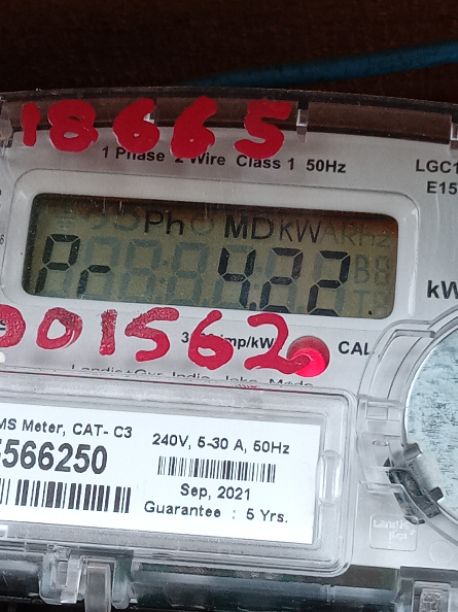 18665
1 Phase 2 Wire Class 1 50Hz
LGC1
E15
Ph MD kW
Pr 4.22
kW
001562
imp/kW
CAL
MS Meter, CAT- C3
566250
240V, 5-30 A, 50Hz
Sep, 2021
Guarantee : 5 Yrs.